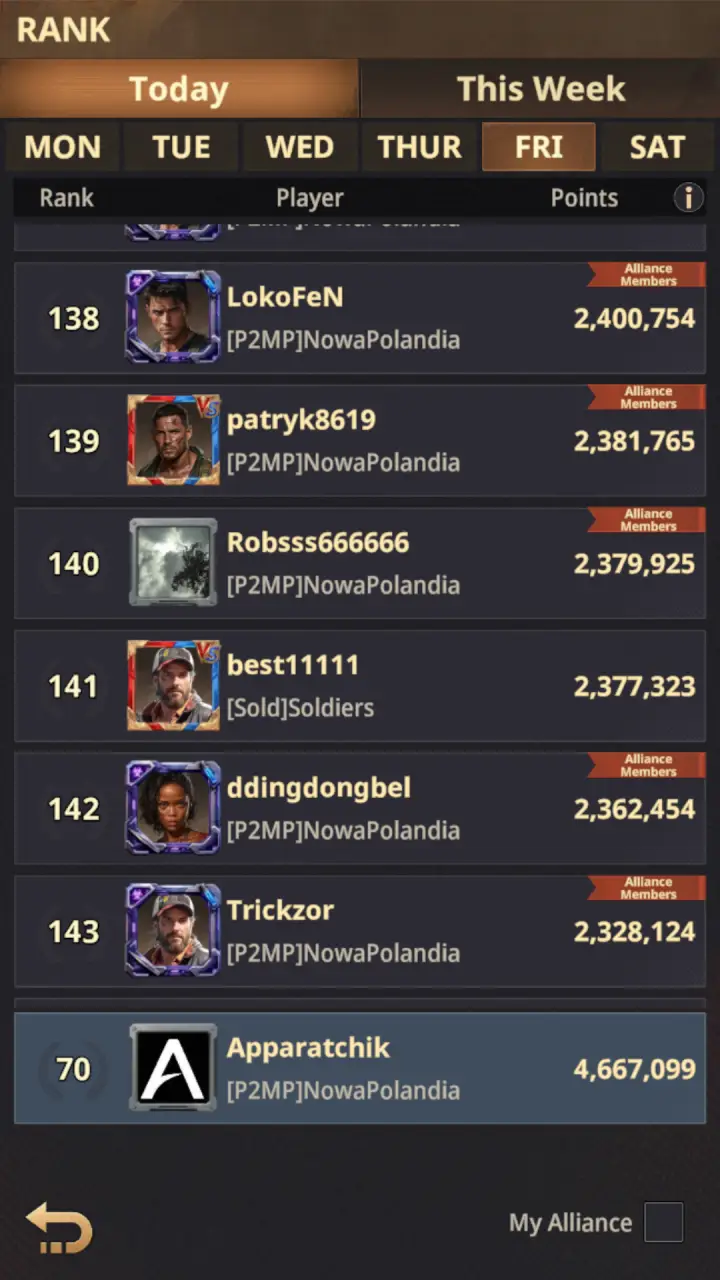 RANK
Today
This Week
MON
TUE
WED
THUR
FRI
SAT
Rank
Player
Points
i
Alliance
Members
138
LokoFeN
[P2MP]NowaPolandia
2,400,754
Alliance
Members
139
VS
patryk8619
[P2MP]NowaPolandia
2,381,765
Alliance
Members
140
Robsss666666
[P2MP]NowaPolandia
2,379,925
141
VS
best11111
[Sold]Soldiers
2,377,323
Alliance
Members
142
ddingdongbel
[P2MP]NowaPolandia
2,362,454
Alliance
Members
143
Trickzor
[P2MP]NowaPolandia
2,328,124
70
A
Apparatchik
[P2MP]NowaPolandia
4,667,099
My Alliance